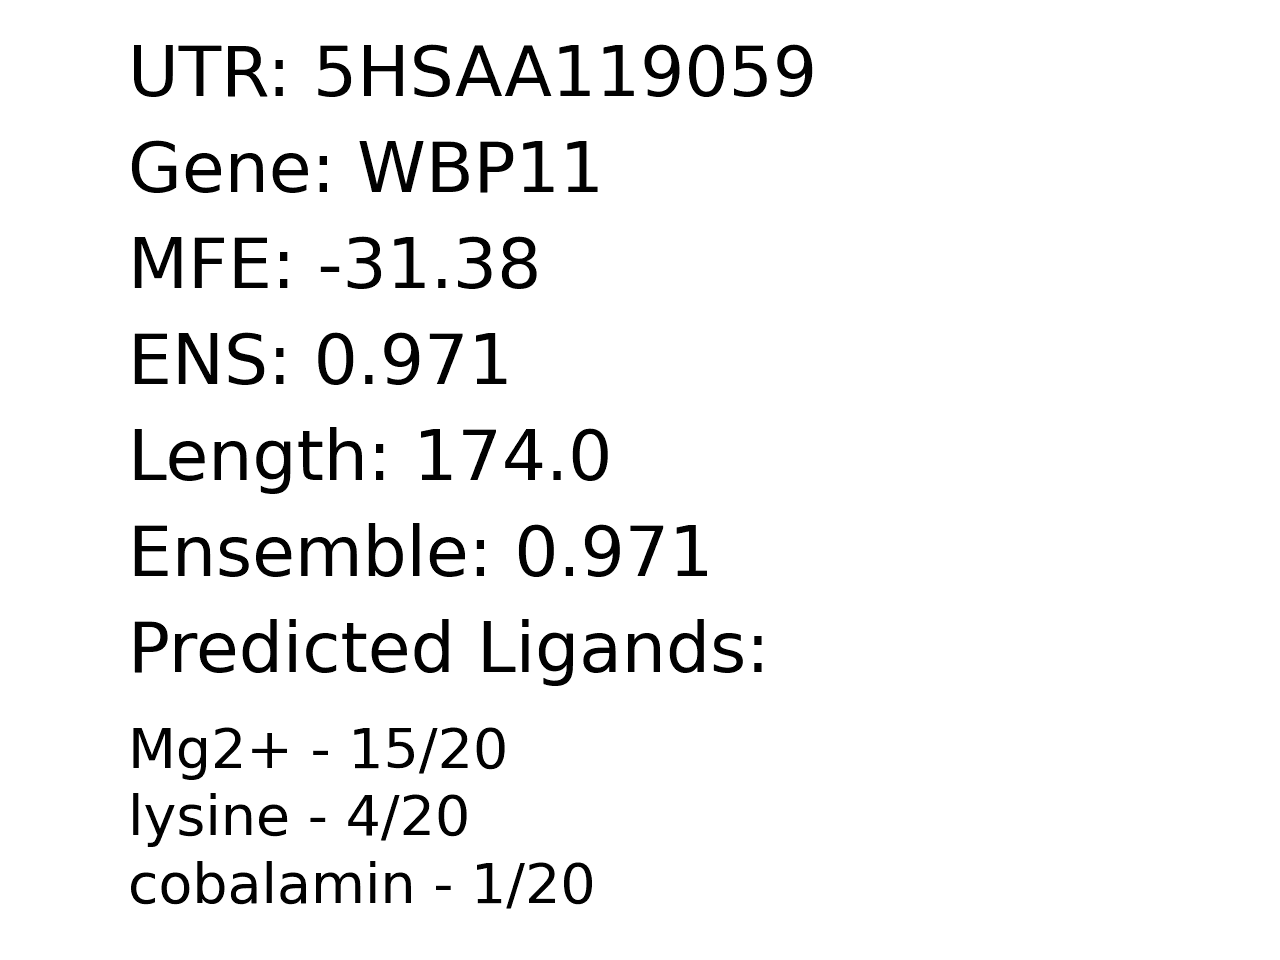 UTR: 5HSAA119059
Gene: WBP11
MFE: -31.38
ENS: 0.971
Length: 174.0
Ensemble: 0.971
Predicted Ligands:
Mg2+ - 15/20
lysine - 4/20
cobalamin - 1/20